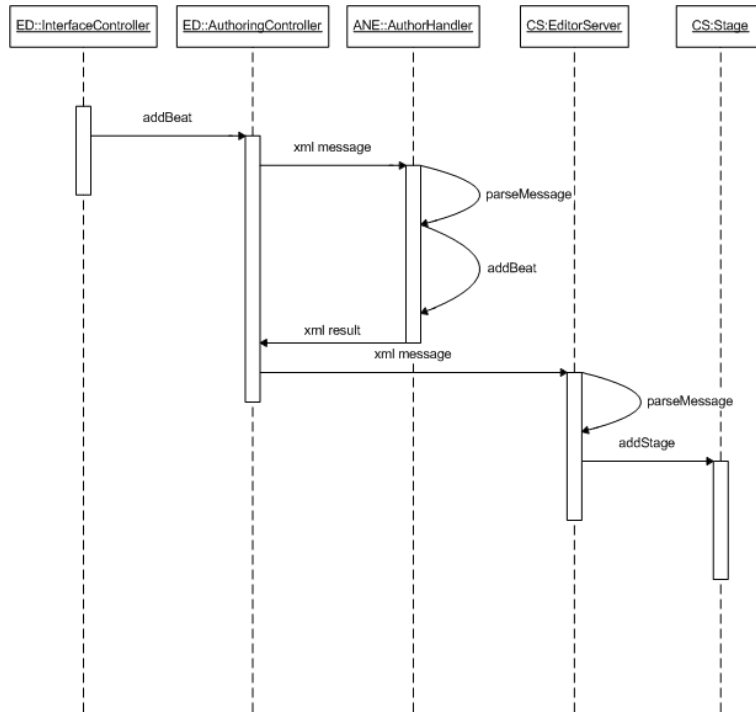 ED::InterfaceController
ED::AuthoringController
ANE::AuthorHandler
CS:EditorServer
CS:Stage
addBeat
xml message
parseMessage
addBeat
xml result
xml message
parseMessage
addStage